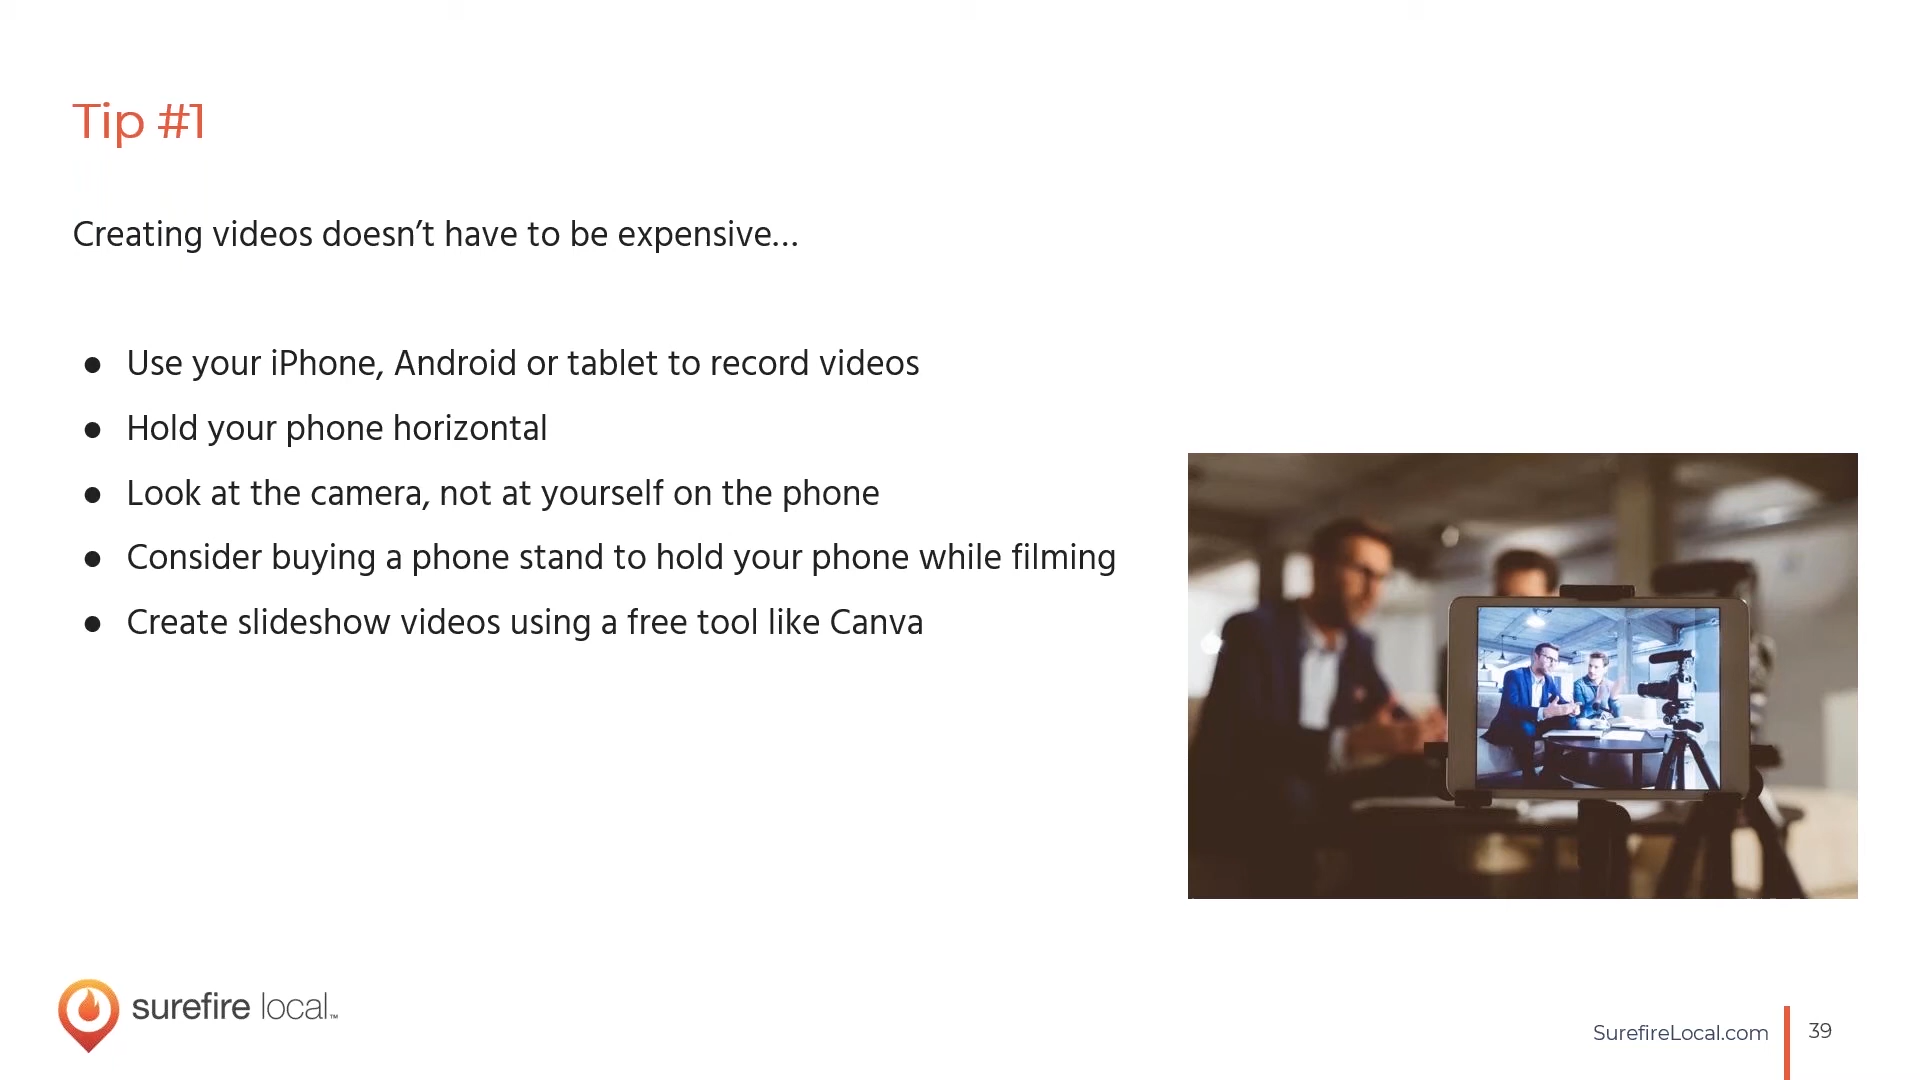 Tip #1
Creating videos doesn’t have to be expensive…
● Use your iPhone, Android or tablet to record videos
● Hold your phone horizontal
● Look at the camera, not at yourself on the phone
● Consider buying a phone stand to hold your phone while filming
● Create slideshow videos using a free tool like Canva
surefire local™
SurefireLocal.com
39